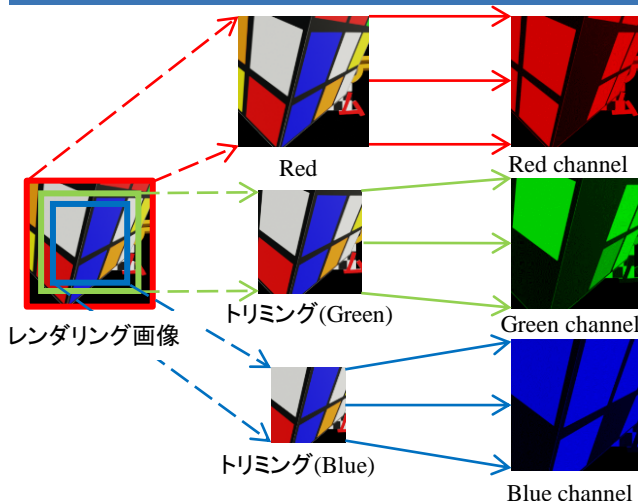 Red
Red channel
レンダリング画像
トリミング(Green)
Green channel
トリミング(Blue)
Blue channel